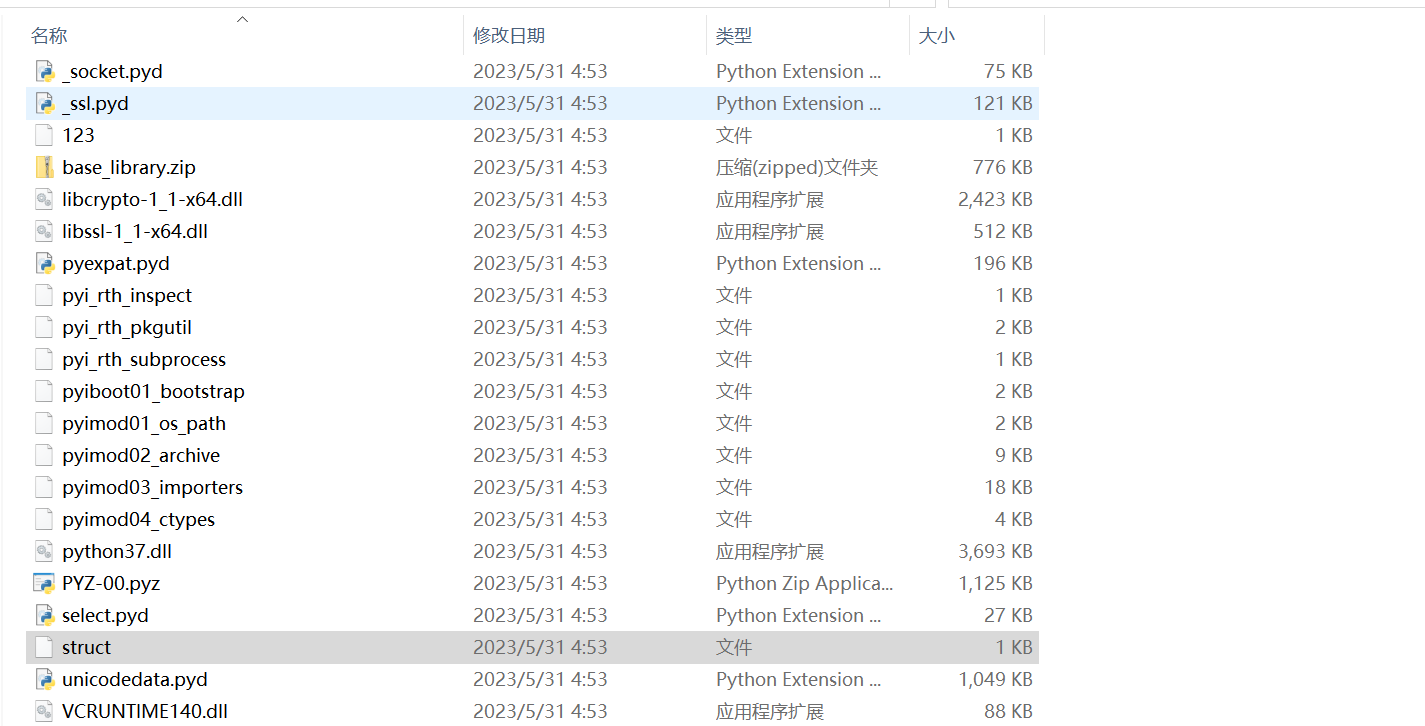 名称 修改日期 类型 大小
_socket.pyd 2023/5/31 4:53 Python Extension ... 75 KB
_ssl.pyd 2023/5/31 4:53 Python Extension ... 121 KB
123 2023/5/31 4:53 文件 1 KB
base_library.zip 2023/5/31 4:53 压缩(zipped)文件夹 776 KB
libcrypto-1_1-x64.dll 2023/5/31 4:53 应用程序扩展 2,423 KB
libssl-1_1-x64.dll 2023/5/31 4:53 应用程序扩展 512 KB
pyexpat.pyd 2023/5/31 4:53 Python Extension ... 196 KB
pyi_rth_inspect 2023/5/31 4:53 文件 1 KB
pyi_rth_pkgutil 2023/5/31 4:53 文件 2 KB
pyi_rth_subprocess 2023/5/31 4:53 文件 1 KB
pyiboot01_bootstrap 2023/5/31 4:53 文件 2 KB
pyimod01_os_path 2023/5/31 4:53 文件 2 KB
pyimod02_archive 2023/5/31 4:53 文件 9 KB
pyimod03_importers 2023/5/31 4:53 文件 18 KB
pyimod04_ctypes 2023/5/31 4:53 文件 4 KB
python37.dll 2023/5/31 4:53 应用程序扩展 3,693 KB
PYZ-00.pyz 2023/5/31 4:53 Python Zip Applica... 1,125 KB
select.pyd 2023/5/31 4:53 Python Extension ... 27 KB
struct 2023/5/31 4:53 文件 1 KB
unicodedata.pyd 2023/5/31 4:53 Python Extension ... 1,049 KB
VCRUNTIME140.dll 2023/5/31 4:53 应用程序扩展 88 KB